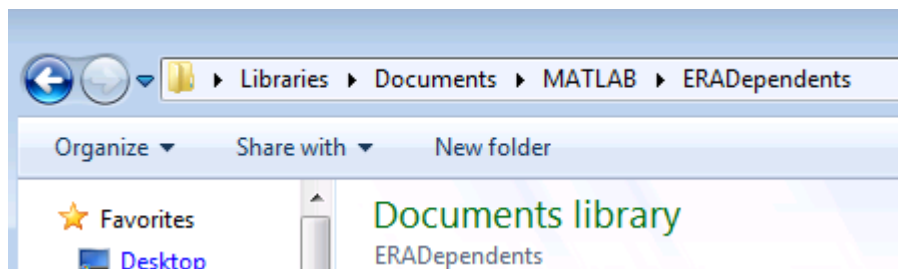 Libraries Documents MATLAB ERADependents
Organize Share with New folder
Favorites
Desktop
Documents library
ERADependents